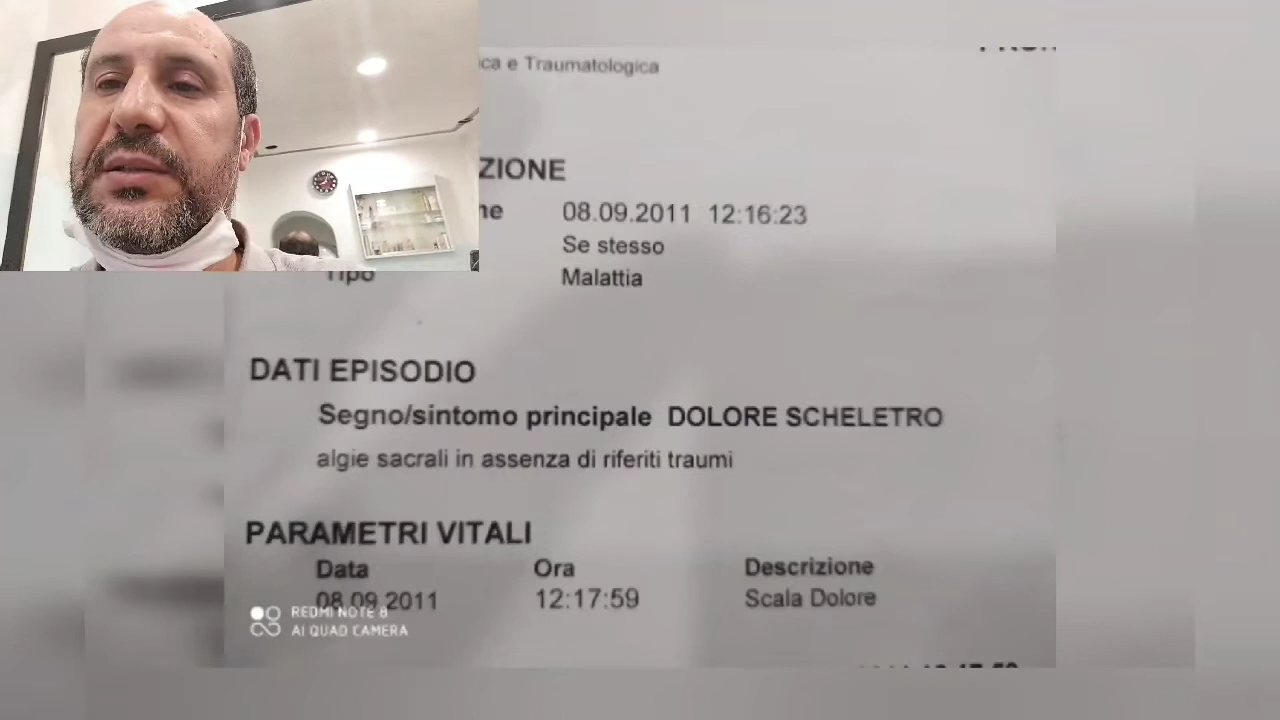 ica e Traumatologica
ZIONE
ne 08.09.2011 12:16:23
Se stesso
Tipo Malattia
DATI EPISODIO
Segno/sintomo principale DOLORE SCHELETRO
algie sacrali in assenza di riferiti traumi
PARAMETRI VITALI
Data Ora Descrizione
08.09.2011 12:17:59 Scala Dolore
REDMI NOTE 8
AI QUAD CAMERA